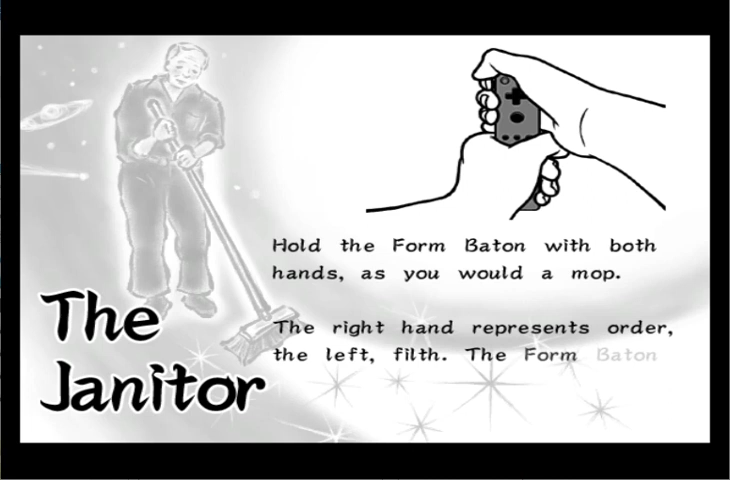 Hold the Form Baton with both
hands, as you would a mop.
The right hand represents order,
the left, filth. The Form Baton
The
Janitor